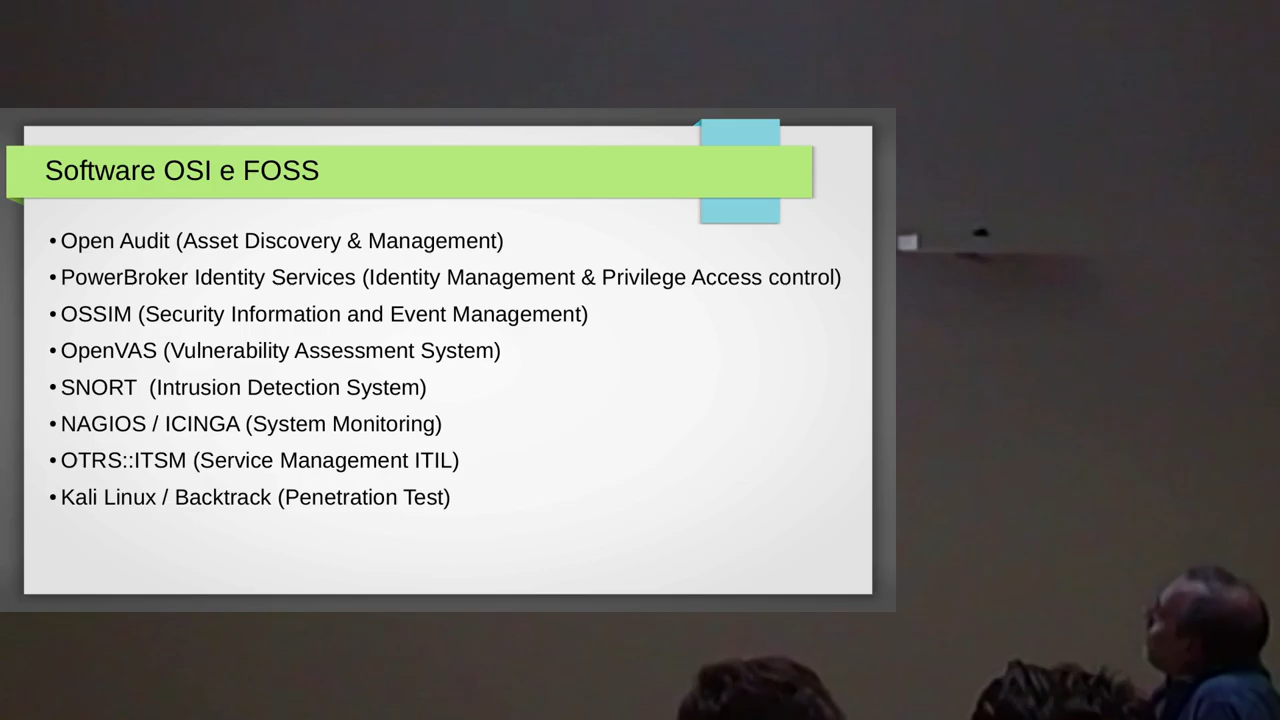 Software OSI e FOSS
• Open Audit (Asset Discovery & Management)
• PowerBroker Identity Services (Identity Management & Privilege Access control)
• OSSIM (Security Information and Event Management)
• OpenVAS (Vulnerability Assessment System)
• SNORT  (Intrusion Detection System)
• NAGIOS / ICINGA (System Monitoring)
• OTRS::ITSM (Service Management ITIL)
• Kali Linux / Backtrack (Penetration Test)